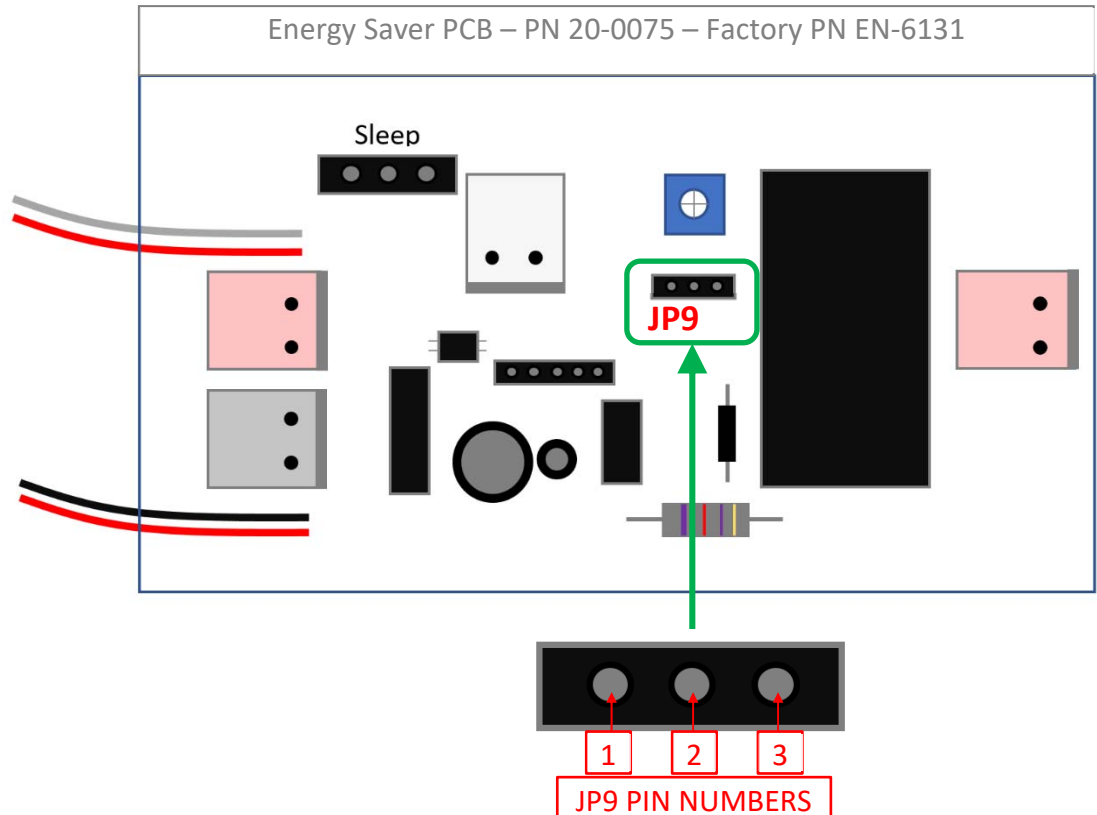 Energy Saver PCB – PN 20-0075 – Factory PN EN-6131
Sleep
JP9
1 2 3
JP9 PIN NUMBERS